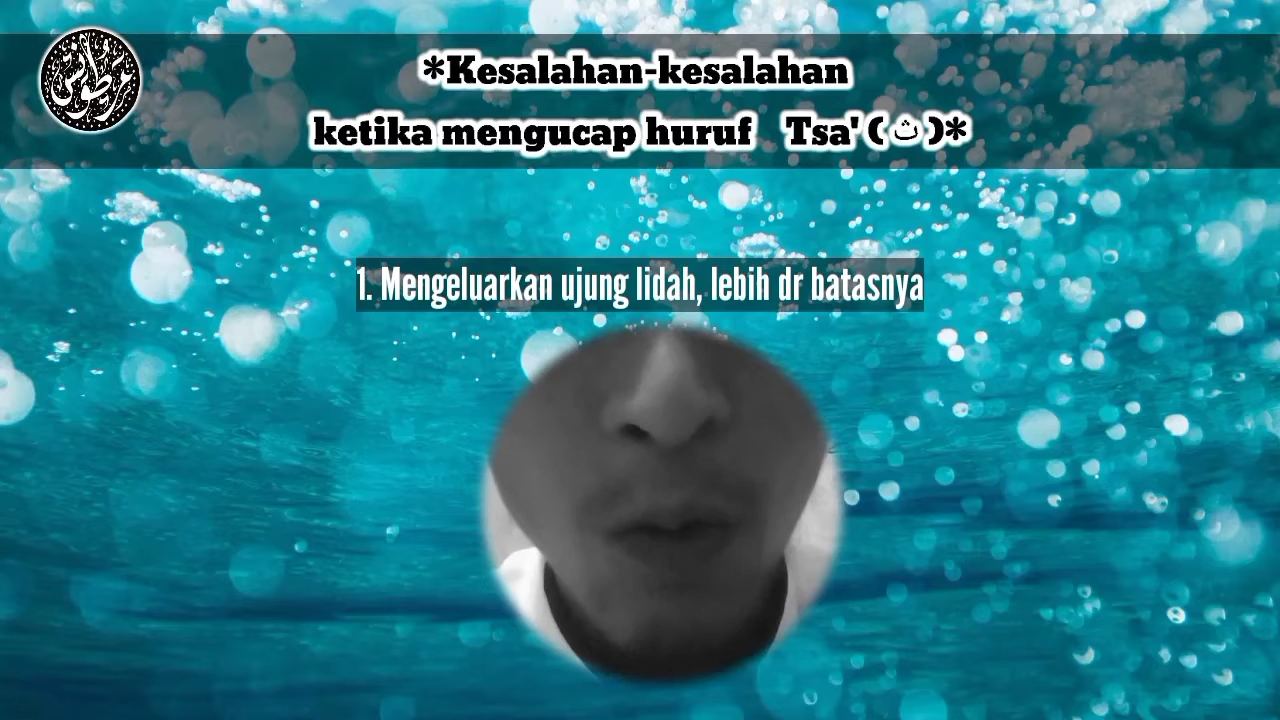 *Kesalahan-kesalahan
ketika mengucap huruf Tsa' ( ث )*
1. Mengeluarkan ujung lidah, lebih dr batasnya